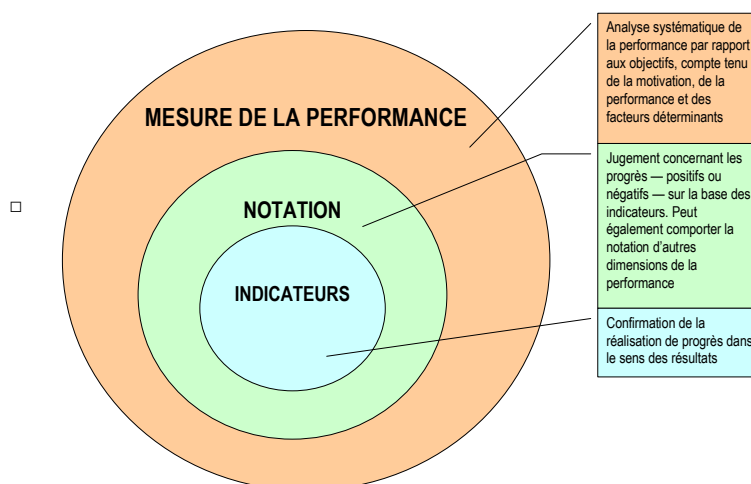 MESURE DE LA PERFORMANCE
NOTATION
INDICATEURS
Analyse systématique de
la performance par rapport
aux objectifs, compte tenu
de la motivation, de la
performance et des
facteurs déterminants
Jugement concernant les
progrès — positifs ou
négatifs — sur la base des
indicateurs. Peut
également comporter la
notation d'autres
dimensions de la
performance
Confirmation de la
réalisation de progrès dans
le sens des résultats